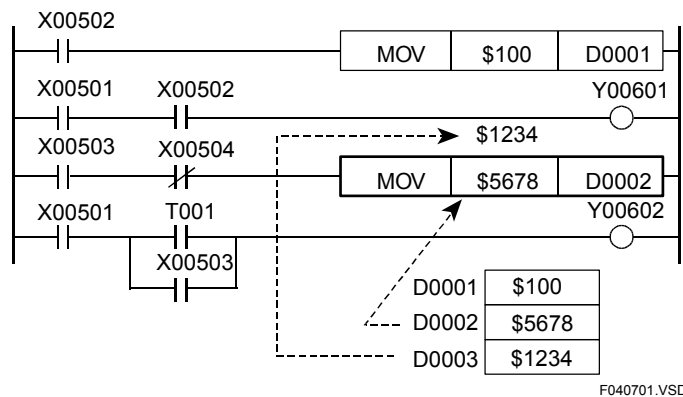 X00502
MOV $100 D0001
X00501 X00502 Y00601
$1234
X00503 X00504
MOV $5678 D0002
X00501 T001 Y00602
X00503
D0001 $100
D0002 $5678
D0003 $1234
F040701.VSD